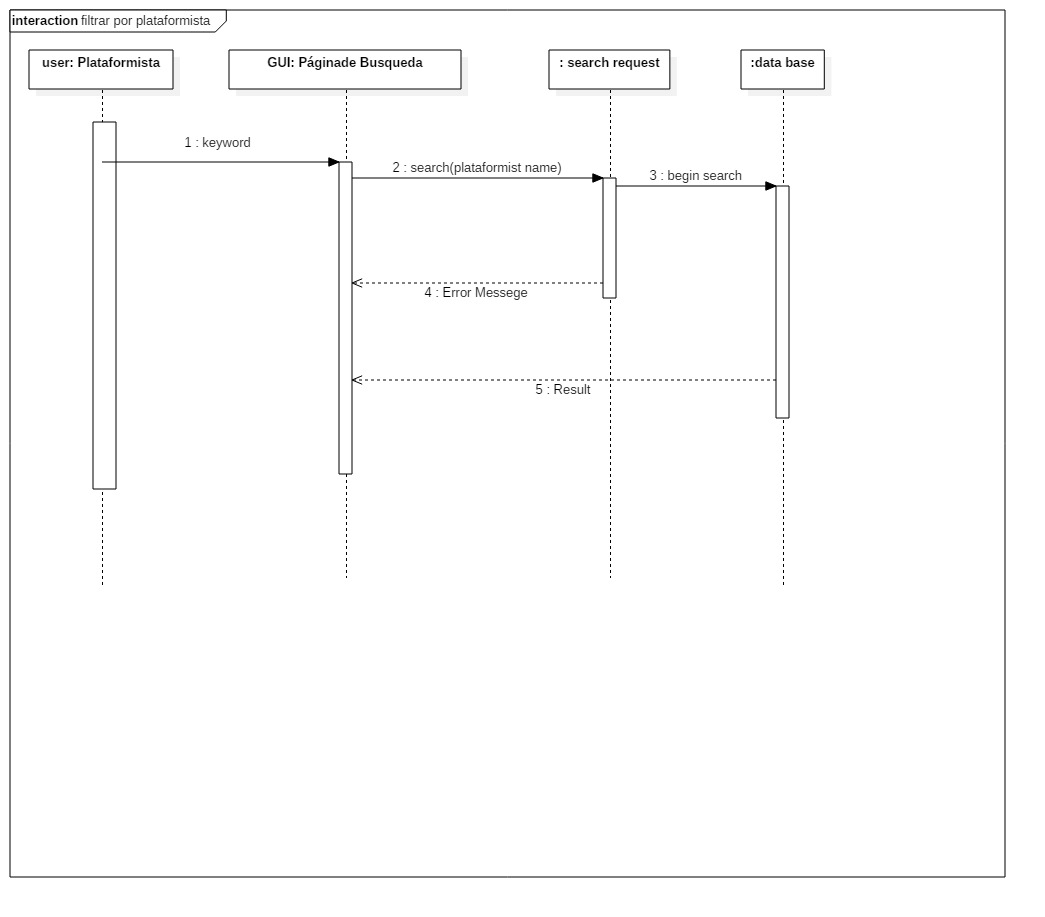 interaction filtrar por plataformista
user: Plataformista
GUI: Páginade Busqueda
: search request
:data base
1 : keyword
2 : search(plataformist name)
3 : begin search
4 : Error Messege
5 : Result